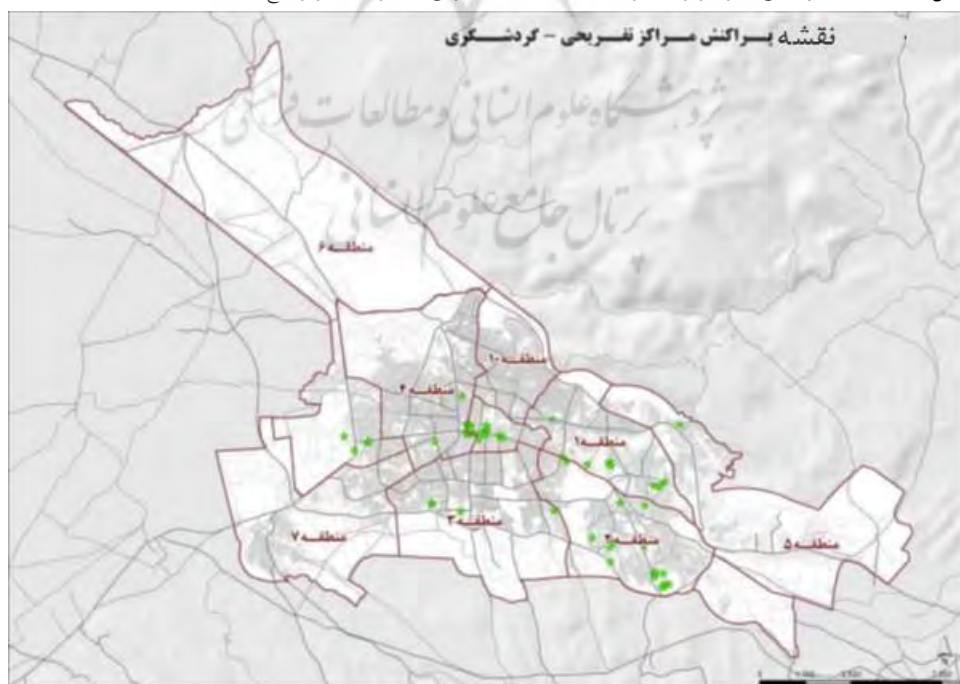 نقشه پراکنش مراکز تفریحی - گردشگری
پژوهشگاه علوم انسانی و مطالعات فرهنگی
پرتال جامع علوم انسانی
منطقه ۶
منطقه ۱۰
منطقه ۴
منطقه ۱
منطقه ۳
منطقه ۲
منطقه ۷
منطقه ۵